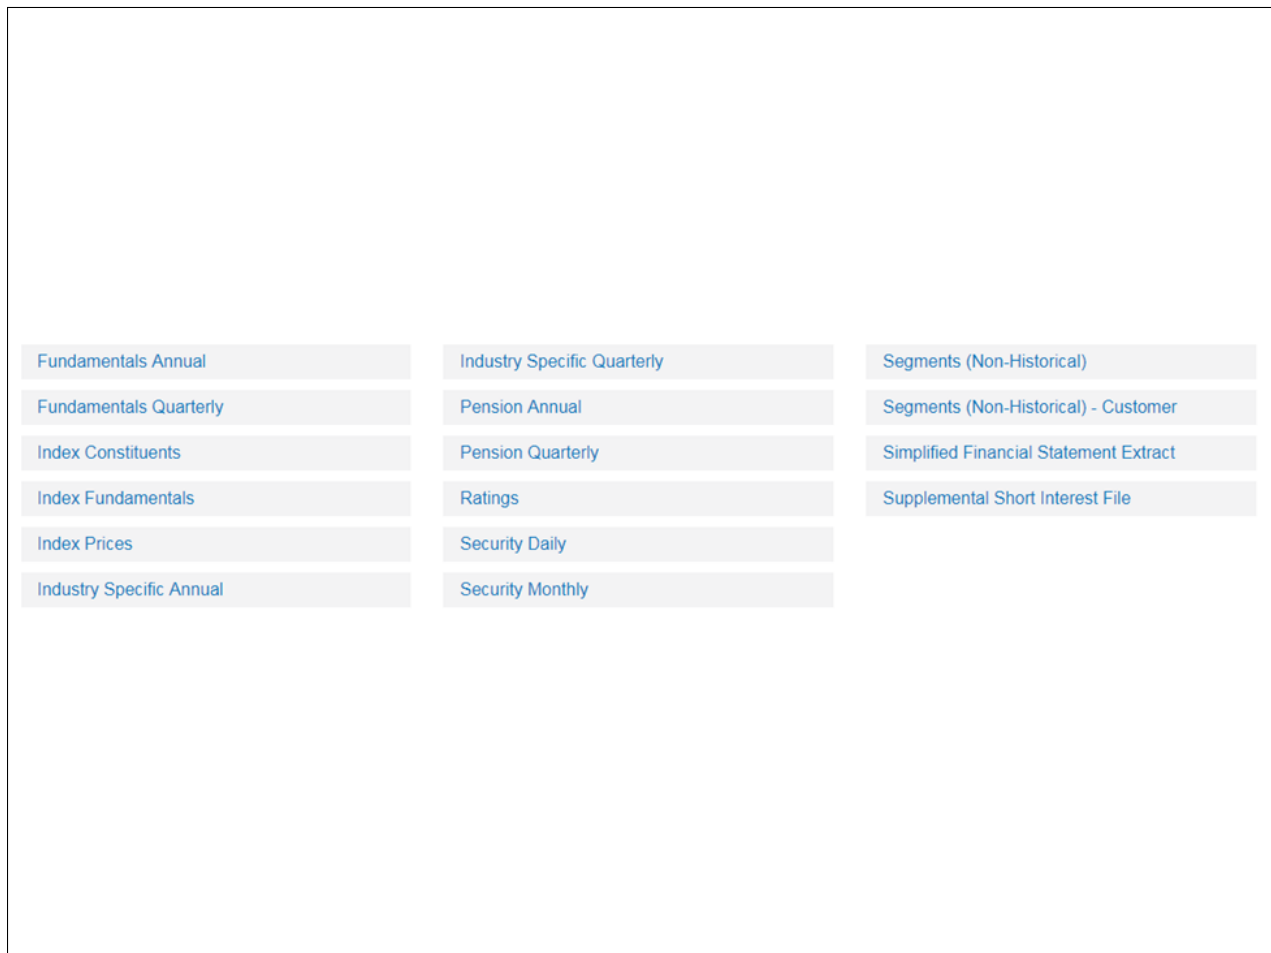 Fundamentals Annual
Fundamentals Quarterly
Index Constituents
Index Fundamentals
Index Prices
Industry Specific Annual
Industry Specific Quarterly
Pension Annual
Pension Quarterly
Ratings
Security Daily
Security Monthly
Segments (Non-Historical)
Segments (Non-Historical) - Customer
Simplified Financial Statement Extract
Supplemental Short Interest File